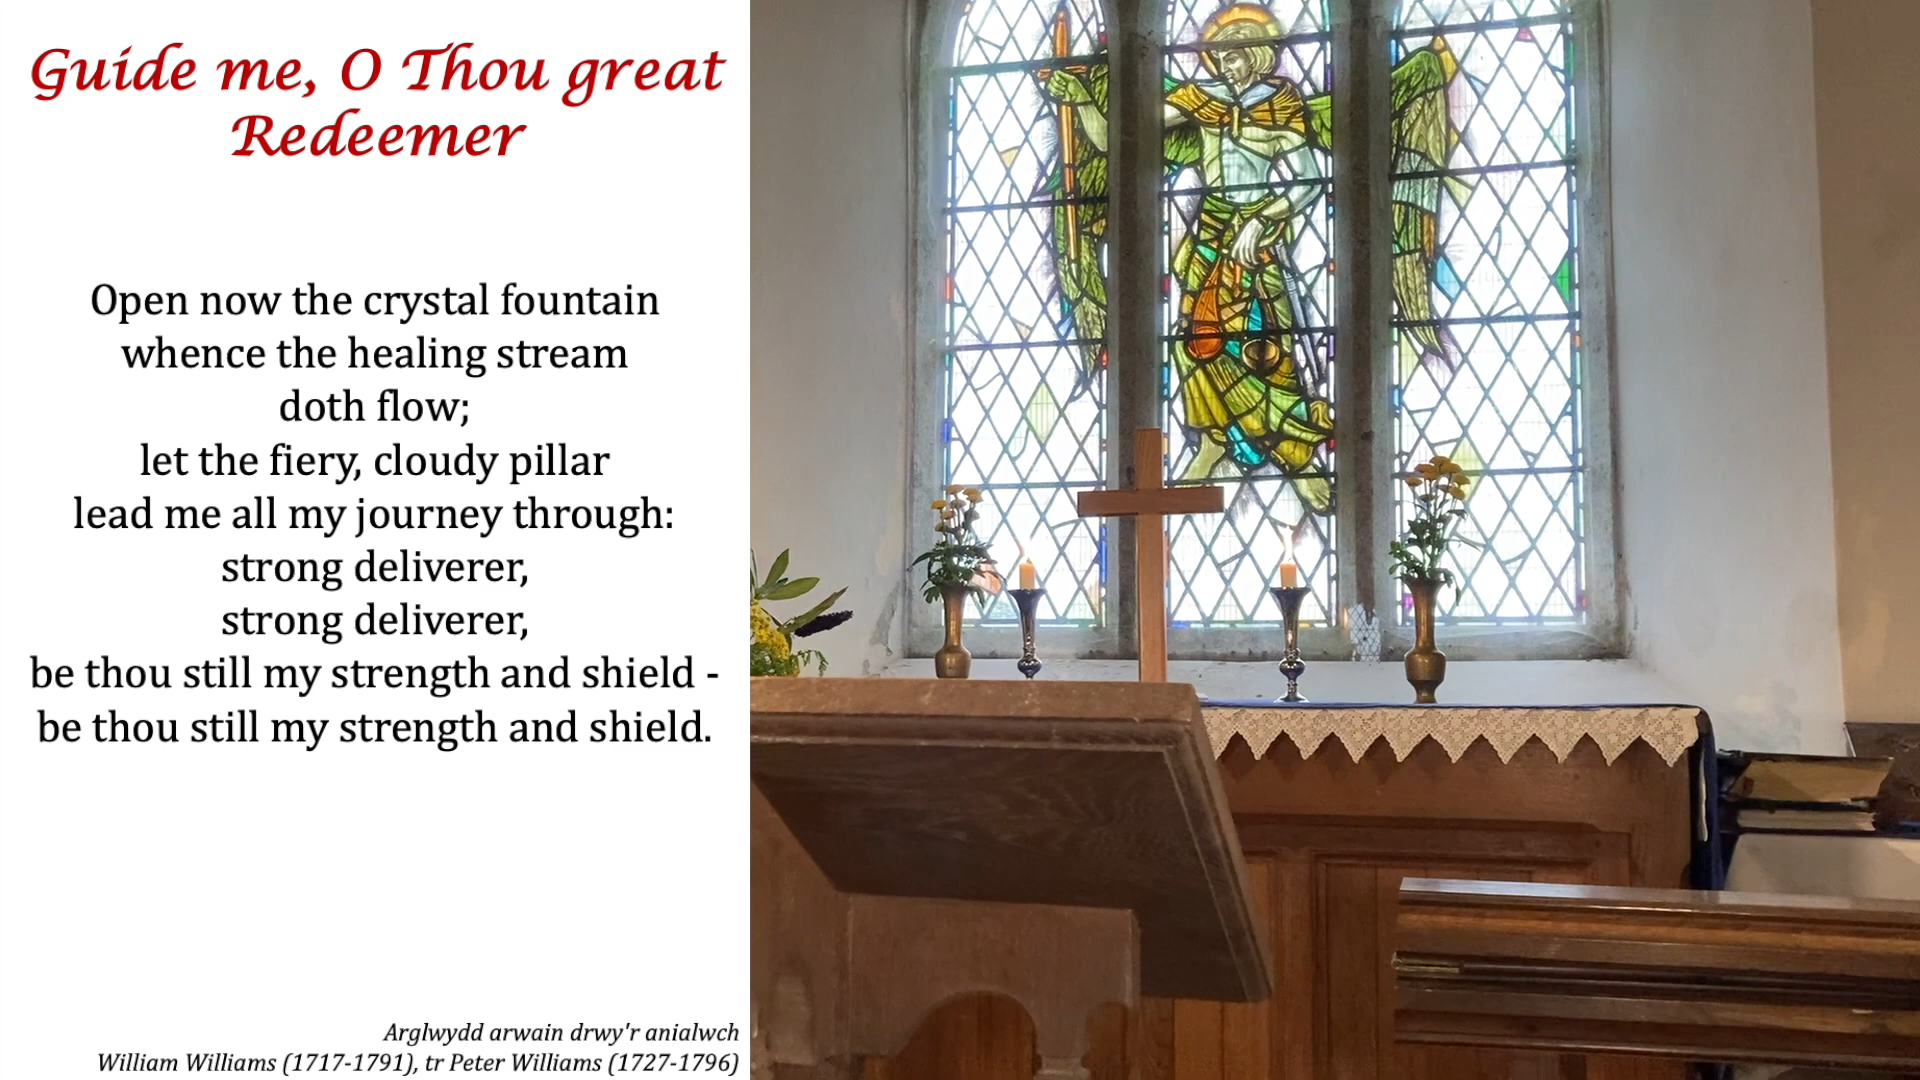 Guide me, O Thou great
Redeemer
Open now the crystal fountain
whence the healing stream
doth flow;
let the fiery, cloudy pillar
lead me all my journey through:
strong deliverer,
strong deliverer,
be thou still my strength and shield -
be thou still my strength and shield.
Arglwydd arwain drwy'r anialwch
William Williams (1717-1791), tr Peter Williams (1727-1796)